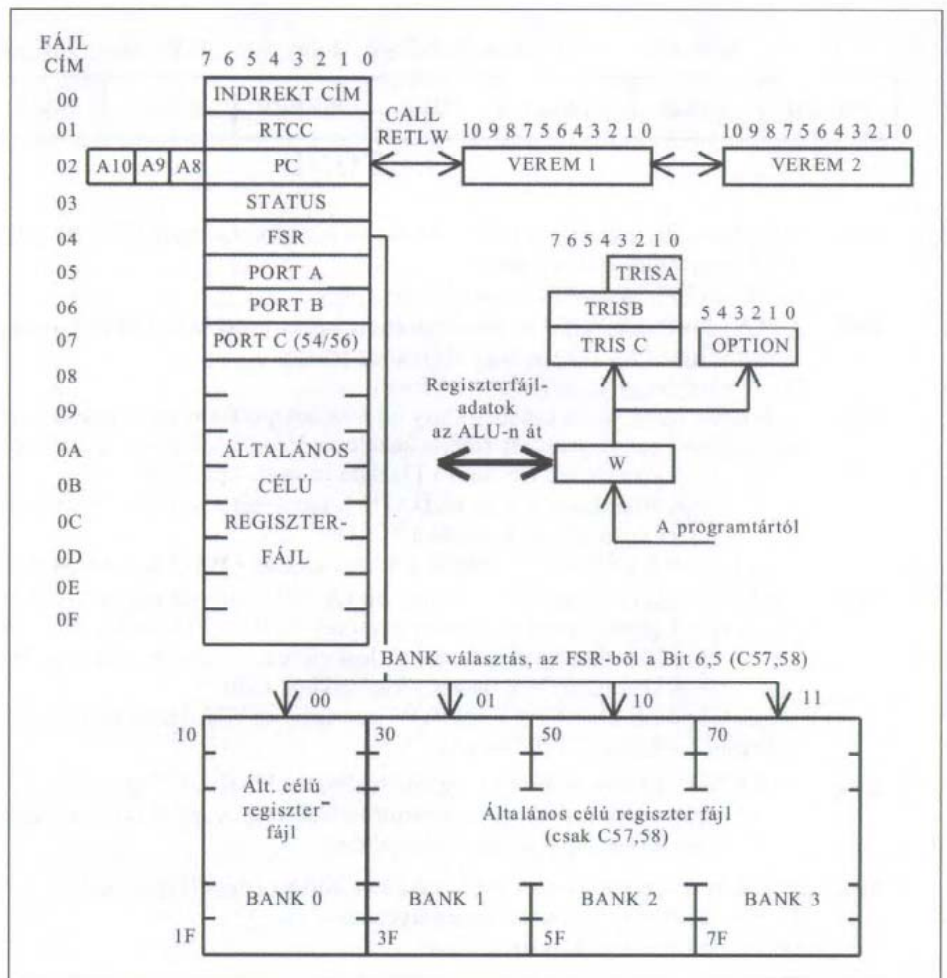 FÁJL
CÍM
7 6 5 4 3 2 1 0
00 INDIREKT CÍM
01 RTCC
CALL
RETLW
10 9 8 7 6 5 4 3 2 1 0
10 9 8 7 6 5 4 3 2 1 0
02 A10 A9 A8 PC
VEREM 1
VEREM 2
03 STATUS
04 FSR
7 6 5 4 3 2 1 0
05 PORT A
TRISA
06 PORT B
TRISB
5 4 3 2 1 0
07 PORT C (54/56)
TRIS C
OPTION
08
Regiszterfájl-
adatok
az ALU-n át
09
0A ÁLTALÁNOS
W
0B CÉLÚ
0C REGISZTER-
A programtártól
0D FÁJL
0E
0F
BANK választás, az FSR-bõl a Bit 6,5 (C57,58)
00 01 10 11
10 30 50 70
Ált. célú
regiszter
fájl
Általános célú regiszter fájl
(csak C57,58)
BANK 0 BANK 1 BANK 2 BANK 3
1F 3F 5F 7F